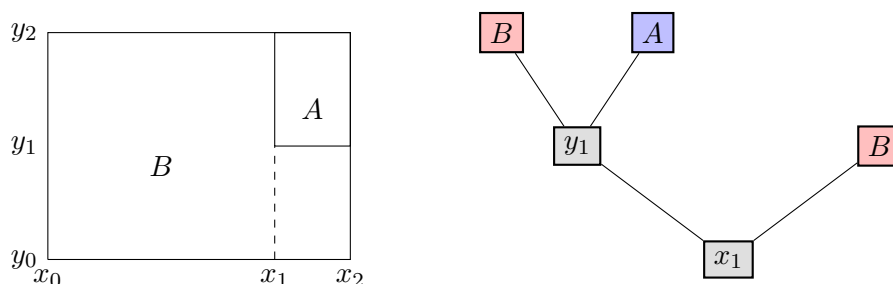 y₂
A
y₁
B
y₀
x₀ x₁ x₂
B A
y₁ B
x₁